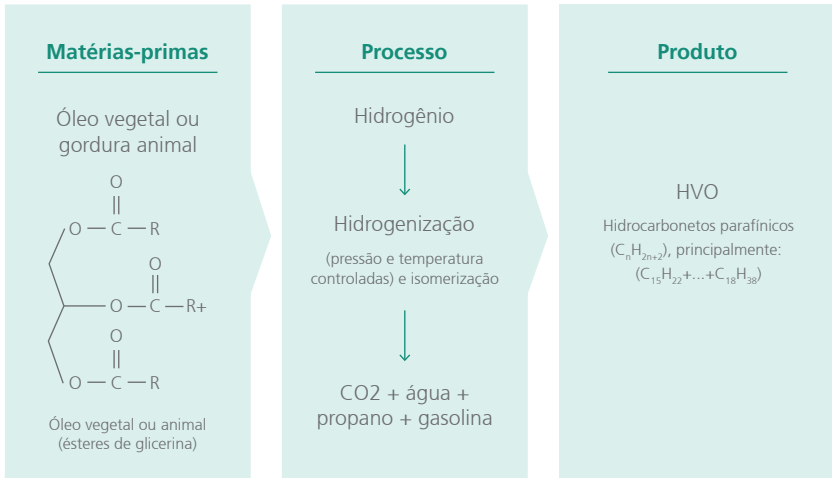 Matérias-primas
Óleo vegetal ou
gordura animal
O
||
O — C — R
O
||
O — C — R+
O
||
O — C — R
Óleo vegetal ou animal
(ésteres de glicerina)
Processo
Hidrogênio
Hidrogenização
(pressão e temperatura
controladas) e isomerização
CO2 + água +
propano + gasolina
Produto
HVO
Hidrocarbonetos parafínicos
(CₙH₂ₙ₊₂), principalmente:
(C₁₅H₂₂+...+C₁₈H₃₈)